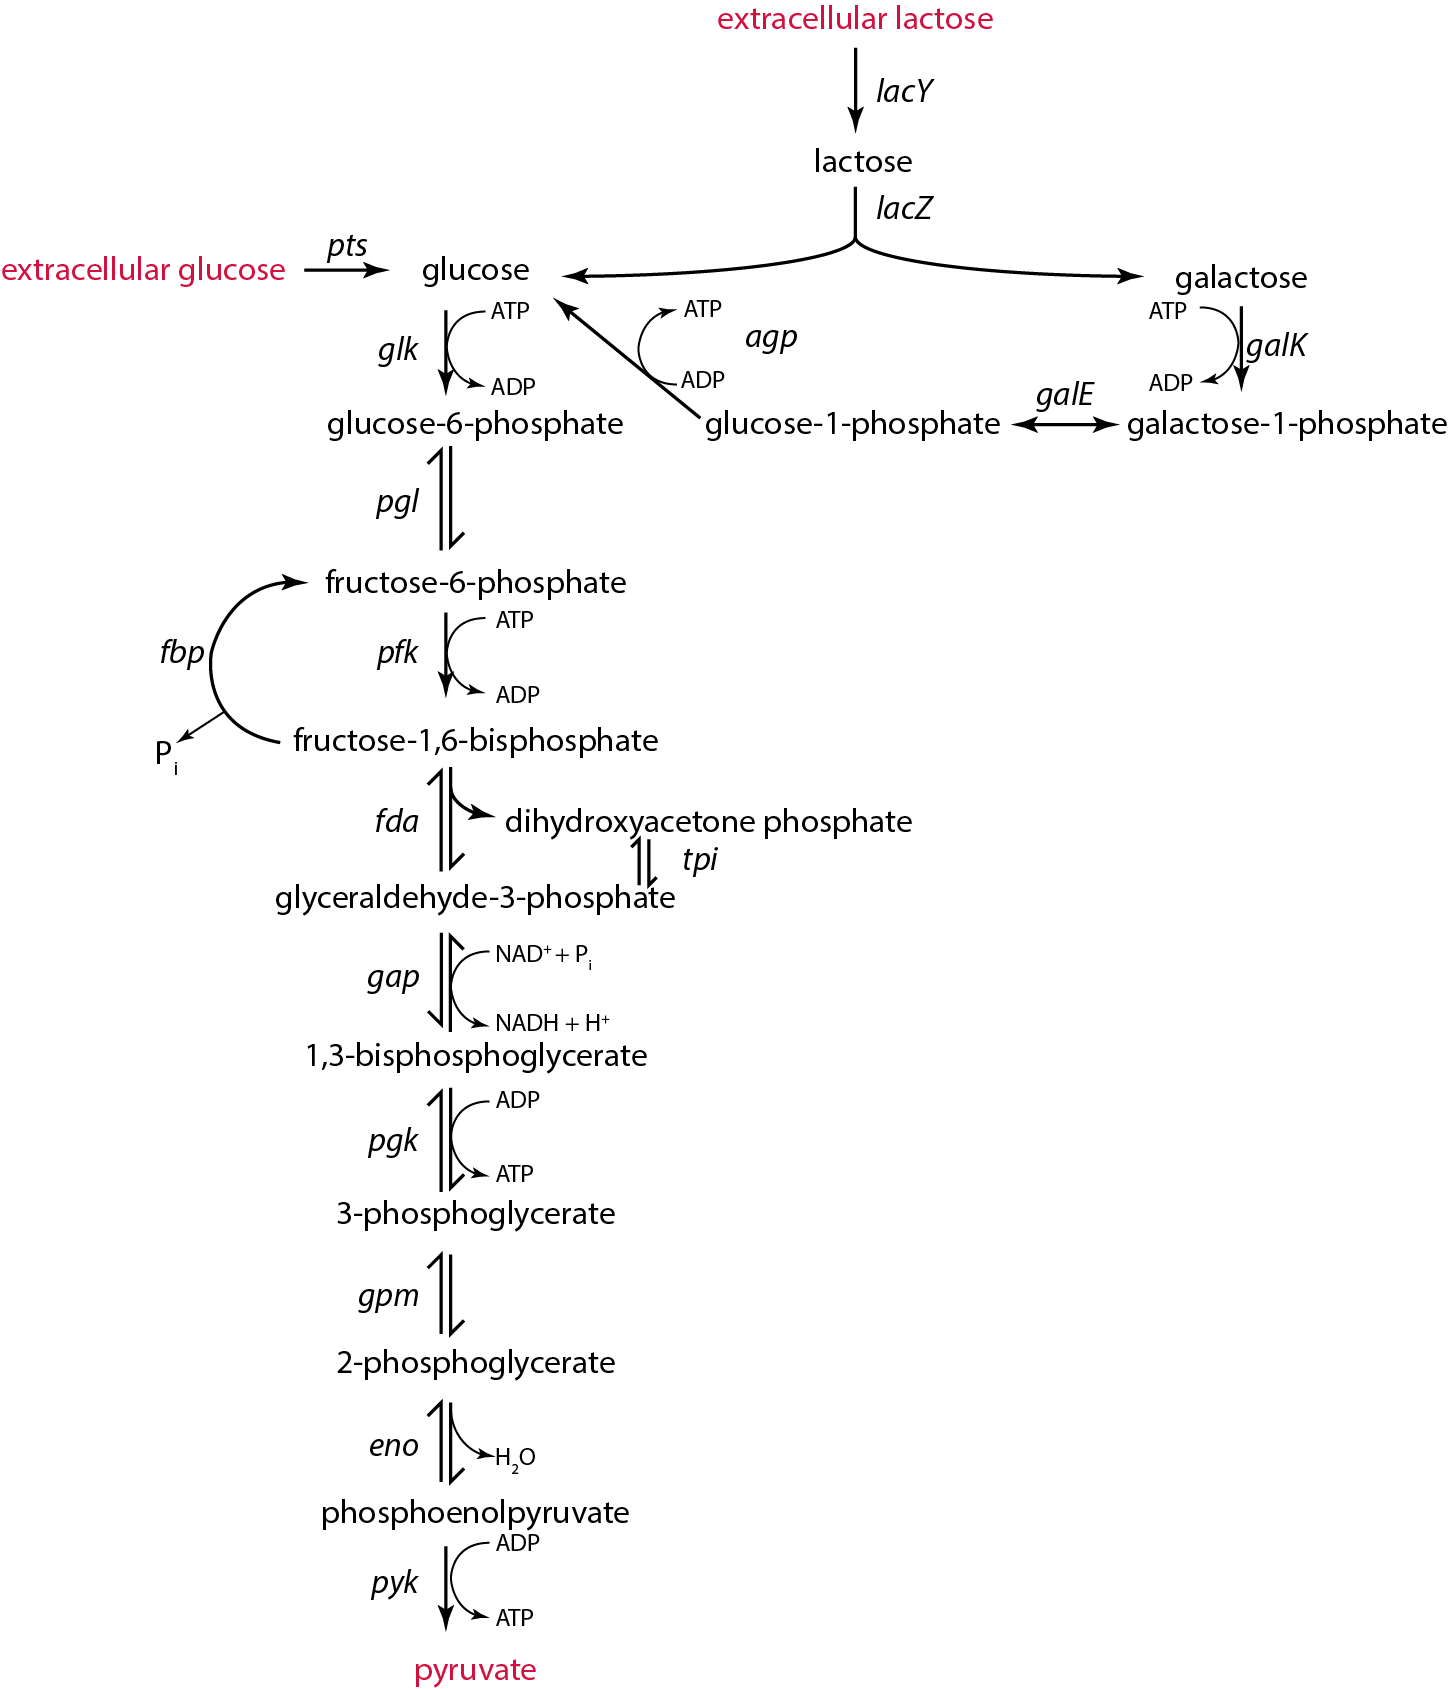 extracellular lactose
lacY
lactose
lacZ
pts
extracellular glucose
glucose
galactose
ATP
ATP
ATP
glk
agp
galK
ADP
ADP
ADP
galE
glucose-6-phosphate
glucose-1-phosphate
galactose-1-phosphate
pgl
fructose-6-phosphate
ATP
fbp
pfk
ADP
Pi
fructose-1,6-bisphosphate
fda
dihydroxyacetone phosphate
tpi
glyceraldehyde-3-phosphate
NAD+ + Pi
gap
NADH + H+
1,3-bisphosphoglycerate
ADP
pgk
ATP
3-phosphoglycerate
gpm
2-phosphoglycerate
eno
H2O
phosphoenolpyruvate
ADP
pyk
ATP
pyruvate